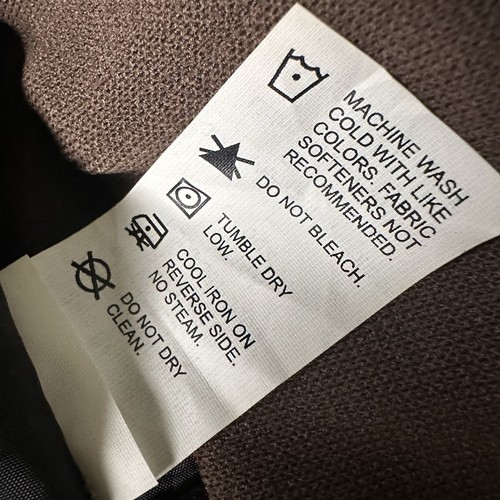 MACHINE WASH
COLD WITH LIKE
COLORS. FABRIC
SOFTENERS NOT
RECOMMENDED.
DO NOT BLEACH.
TUMBLE DRY
LOW.
COOL IRON ON
REVERSE SIDE.
NO STEAM.
DO NOT DRY
CLEAN.